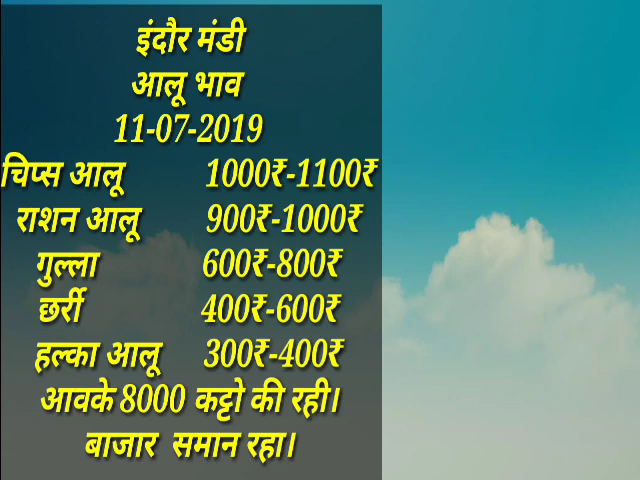 इंदौर मंडी
आलू भाव
11-07-2019
चिप्स आलू 1000₹-1100₹
राशन आलू 900₹-1000₹
गुल्ला 600₹-800₹
छर्री 400₹-600₹
हल्का आलू 300₹-400₹
आवके 8000 कट्टो की रही।
बाजार समान रहा।